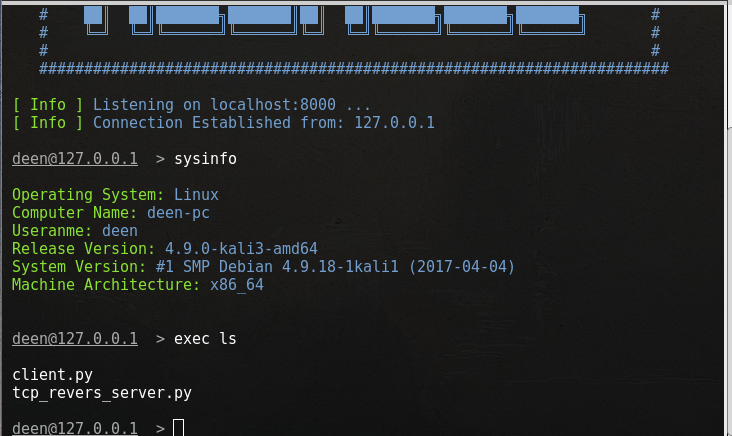 # #
# #
# #
######################################################################
[ Info ] Listening on localhost:8000 ...
[ Info ] Connection Established from: 127.0.0.1
deen@127.0.0.1 > sysinfo
Operating System: Linux
Computer Name: deen-pc
Useranme: deen
Release Version: 4.9.0-kali3-amd64
System Version: #1 SMP Debian 4.9.18-1kali1 (2017-04-04)
Machine Architecture: x86_64
deen@127.0.0.1 > exec ls
client.py
tcp_revers_server.py
deen@127.0.0.1 >